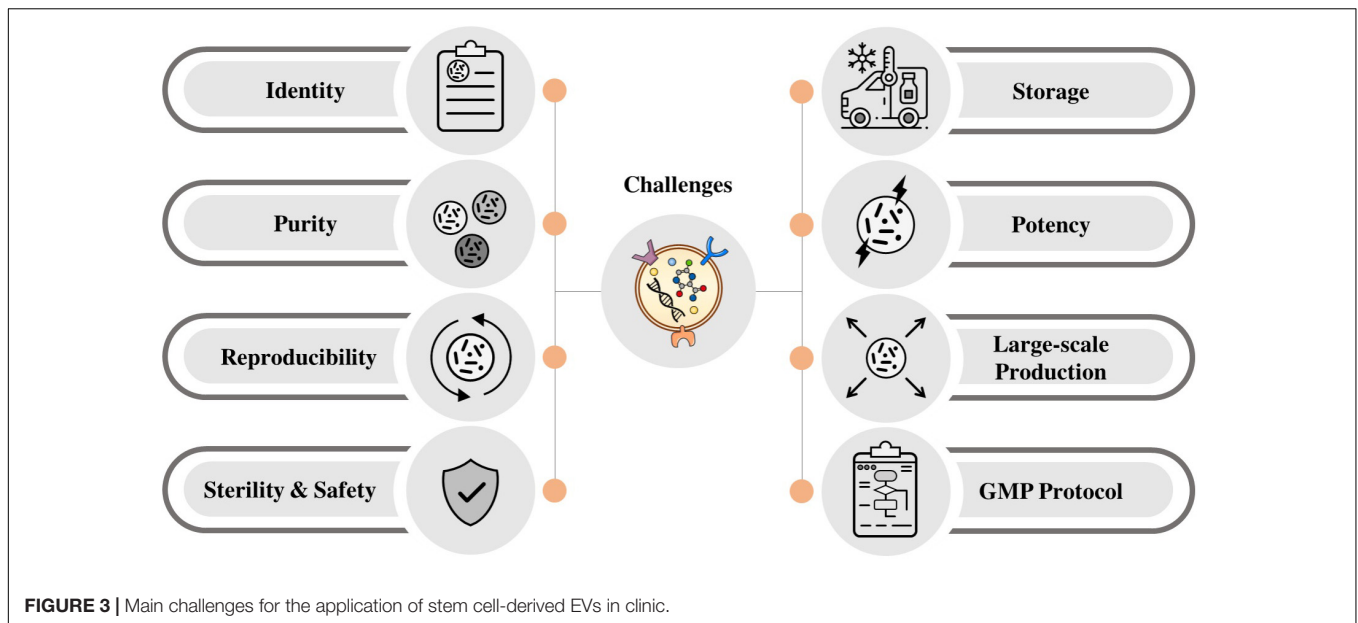 Challenges
Identity
Purity
Reproducibility
Sterility & Safety
Storage
Potency
Large-scale
Production
GMP Protocol
FIGURE 3 | Main challenges for the application of stem cell-derived EVs in clinic.